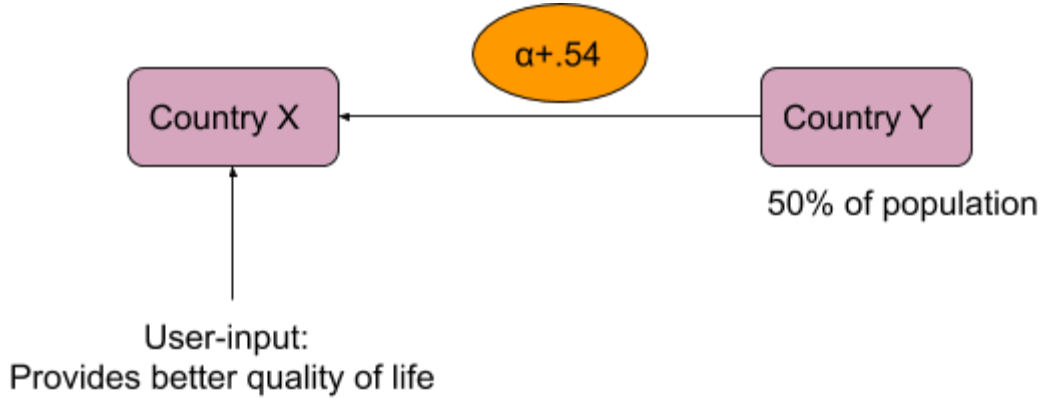 α+.54
Country X
Country Y
50% of population
User-input:
Provides better quality of life